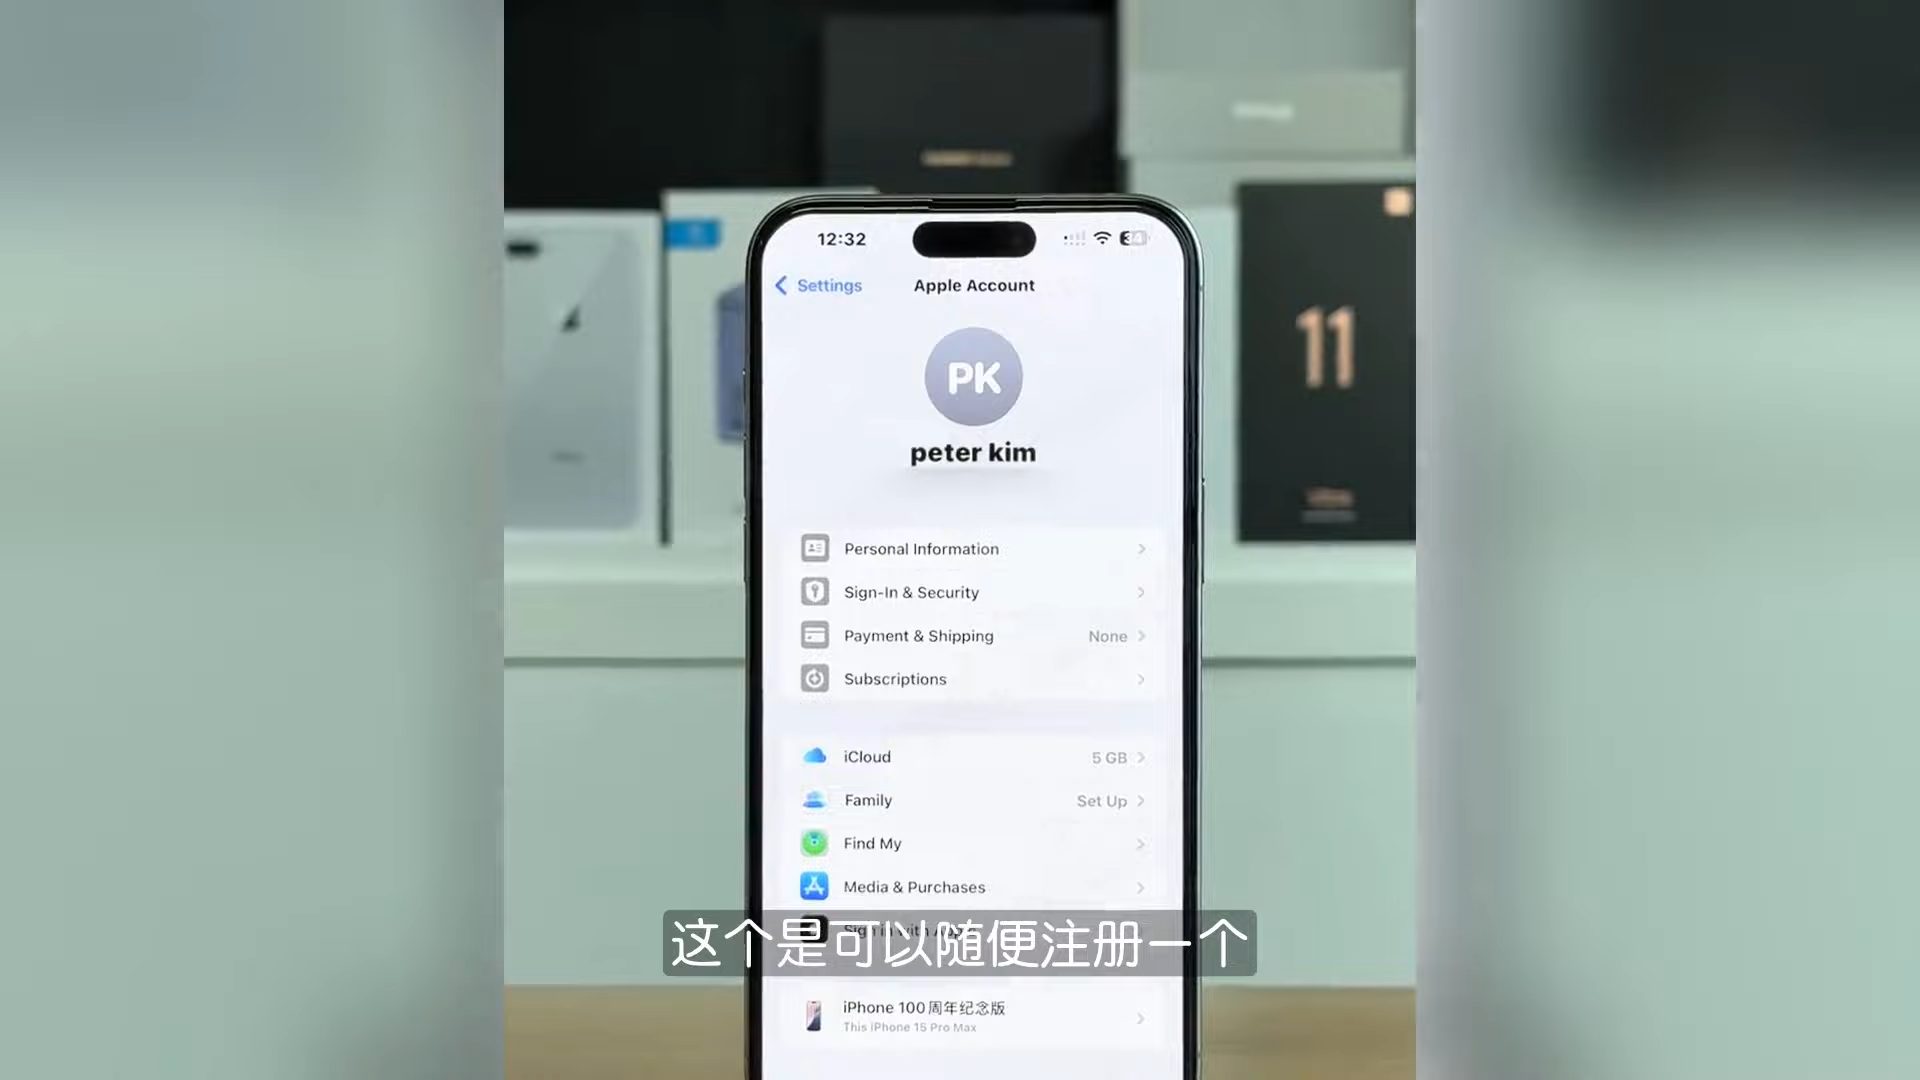 11
12:32
Settings
Apple Account
PK
peter kim
Personal Information
Sign-In & Security
Payment & Shipping
None
Subscriptions
iCloud
5 GB
Family
Set Up
Find My
Media & Purchases
这个是可以随便注册一个
iPhone 100周年纪念版
This iPhone 15 Pro Max